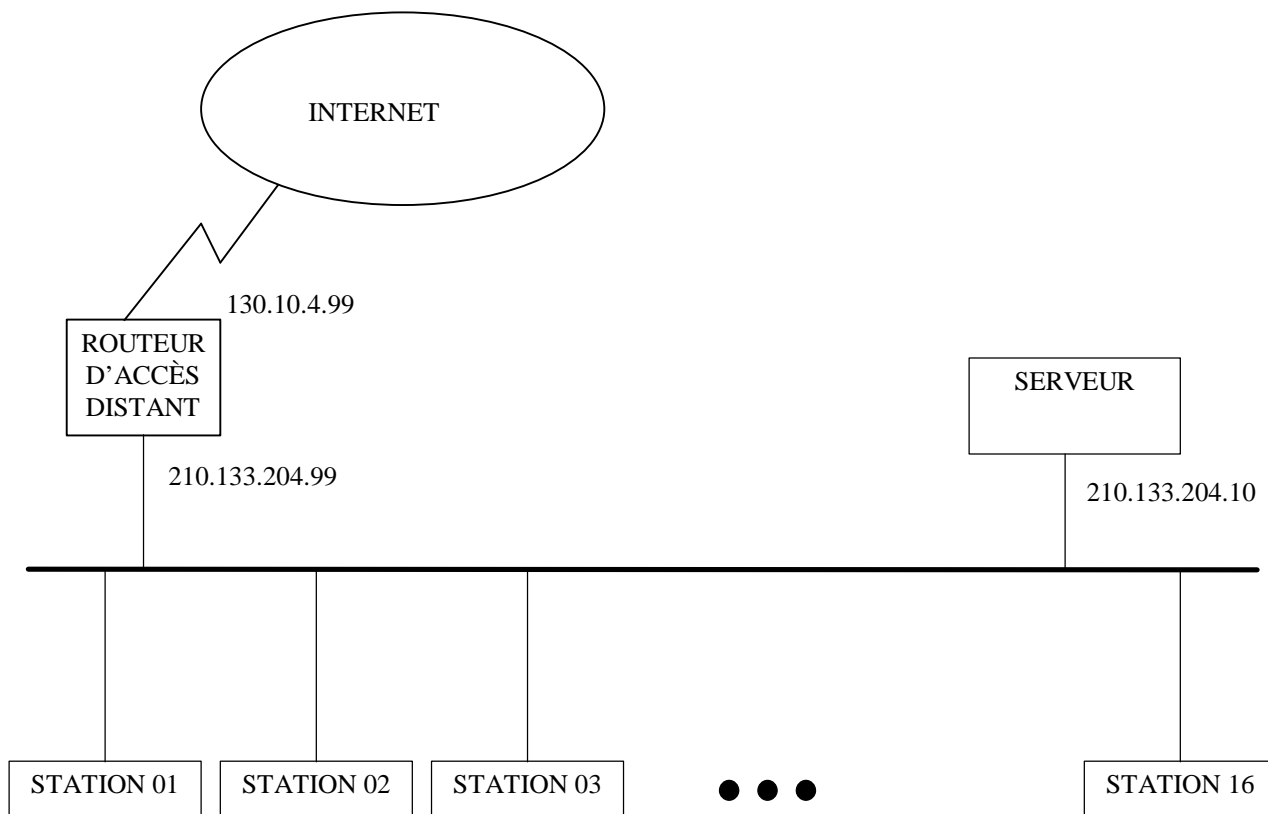 INTERNET
130.10.4.99
ROUTEUR
D'ACCÈS
DISTANT
SERVEUR
210.133.204.99
210.133.204.10
STATION 01
STATION 02
STATION 03
STATION 16